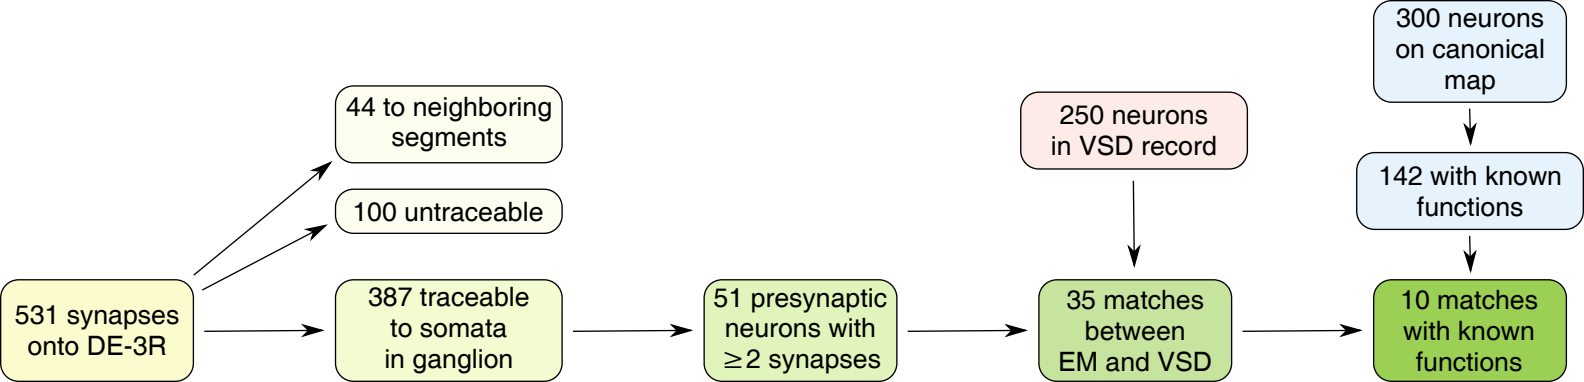 531 synapses
onto DE-3R
44 to neighboring
segments
100 untraceable
387 traceable
to somata
in ganglion
51 presynaptic
neurons with
≥2 synapses
250 neurons
in VSD record
35 matches
between
EM and VSD
300 neurons
on canonical
map
142 with known
functions
10 matches
with known
functions